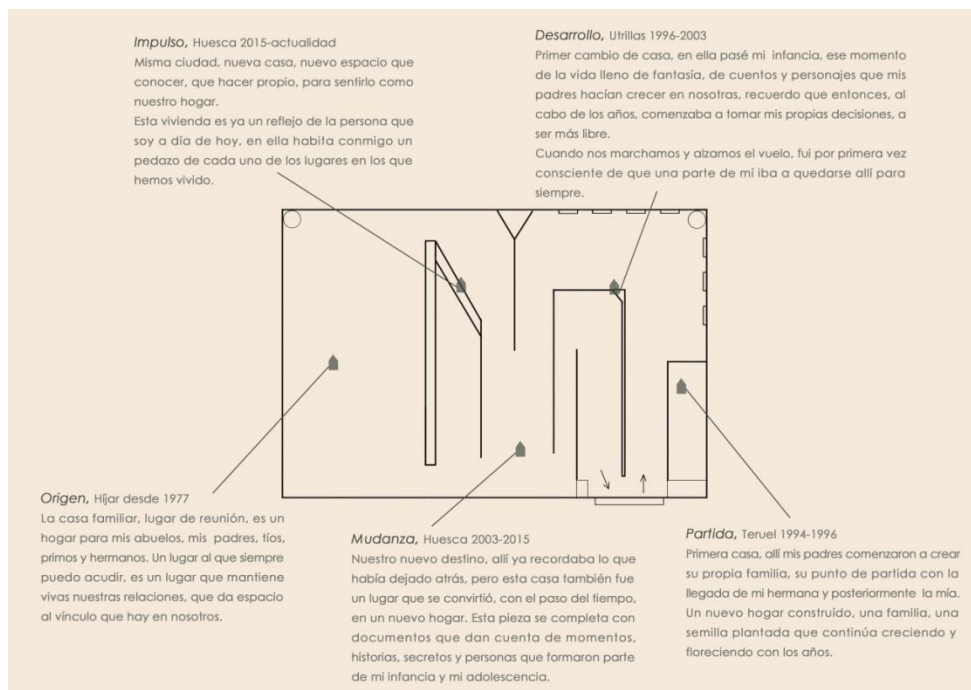 Impulso, Huesca 2015-actualidad
Misma ciudad, nueva casa, nuevo espacio que
conocer, que hacer propio, para sentirlo como
nuestro hogar.
Esta vivienda es ya un reflejo de la persona que
soy a día de hoy, en ella habita conmigo un
pedazo de cada uno de los lugares en los que
hemos vivido.
Desarrollo, Utrillas 1996-2003
Primer cambio de casa, en ella pasé mi infancia, ese momento
de la vida lleno de fantasía, de cuentos y personajes que mis
padres hacían crecer en nosotras, recuerdo que entonces, al
cabo de los años, comenzaba a tomar mis propias decisiones, a
ser más libre.
Cuando nos marchamos y alzamos el vuelo, fui por primera vez
consciente de que una parte de mí iba a quedarse allí para
siempre.
Origen, Híjar desde 1977
La casa familiar, lugar de reunión, es un
hogar para mis abuelos, mis padres, tíos,
primos y hermanos. Un lugar al que siempre
puedo acudir, es un lugar que mantiene
vivas nuestras relaciones, que da espacio
al vínculo que hay en nosotros.
Mudanza, Huesca 2003-2015
Nuestro nuevo destino, allí ya recordaba lo que
había dejado atrás, pero esta casa también fue
un lugar que se convirtió, con el paso del tiempo,
en un nuevo hogar. Esta pieza se completa con
documentos que dan cuenta de momentos,
historias, secretos y personas que formaron parte
de mi infancia y mi adolescencia.
Partida, Teruel 1994-1996
Primera casa, allí mis padres comenzaron a crear
su propia familia, su punto de partida con la
llegada de mi hermana y posteriormente la mía.
Un nuevo hogar construído, una familia, una
semilla plantada que continúa creciendo y
floreciendo con los años.